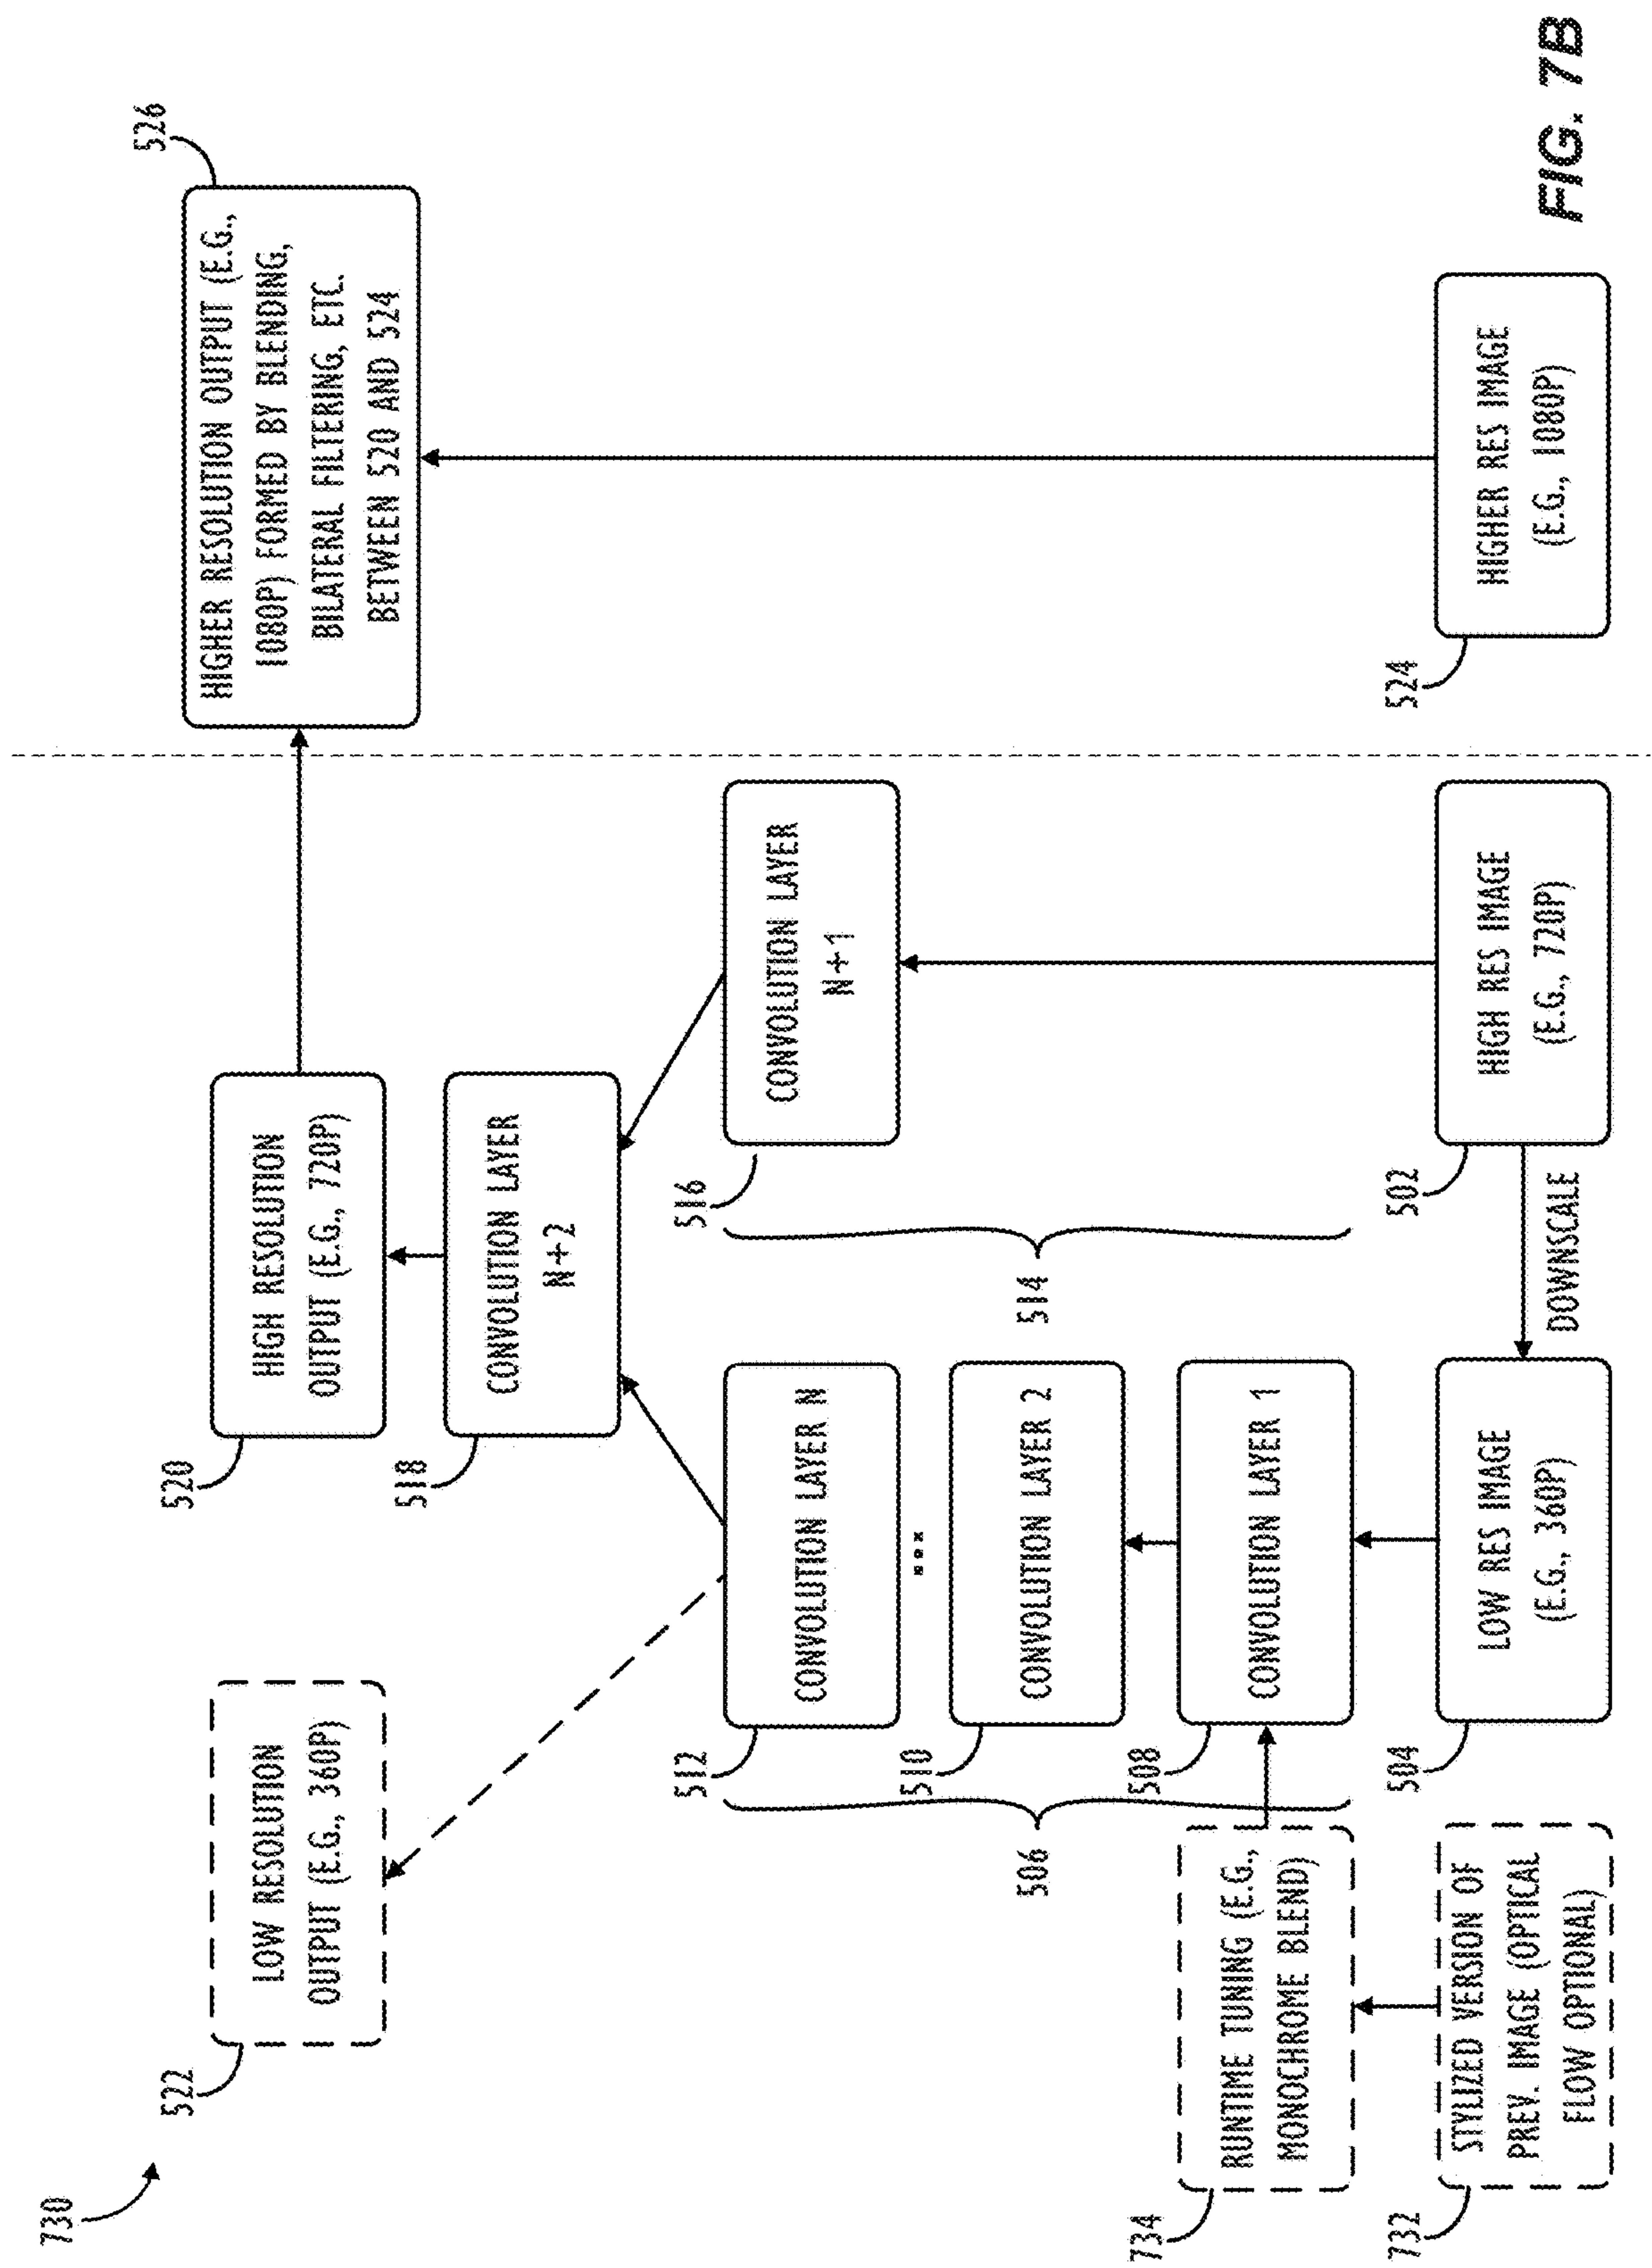 730
522
LOW RESOLUTION
OUTPUT (E.G., 360P)
520
HIGH RESOLUTION
OUTPUT (E.G., 720P)
526
HIGHER RESOLUTION OUTPUT (E.G.,
1080P) FORMED BY BLENDING,
BILATERAL FILTERING, ETC.
BETWEEN 520 AND 524
518
CONVOLUTION LAYER
N+2
512
CONVOLUTION LAYER N
...
516
CONVOLUTION LAYER
N+1
510
CONVOLUTION LAYER 2
506
514
508
CONVOLUTION LAYER 1
734
RUNTIME TUNING (E.G.,
MONOCHROME BLEND)
732
STYLIZED VERSION OF
PREV. IMAGE (OPTICAL
FLOW OPTIONAL)
504
LOW RES IMAGE
(E.G., 360P)
DOWNSCALE
502
HIGH RES IMAGE
(E.G., 720P)
524
HIGHER RES IMAGE
(E.G., 1080P)
FIG. 7B